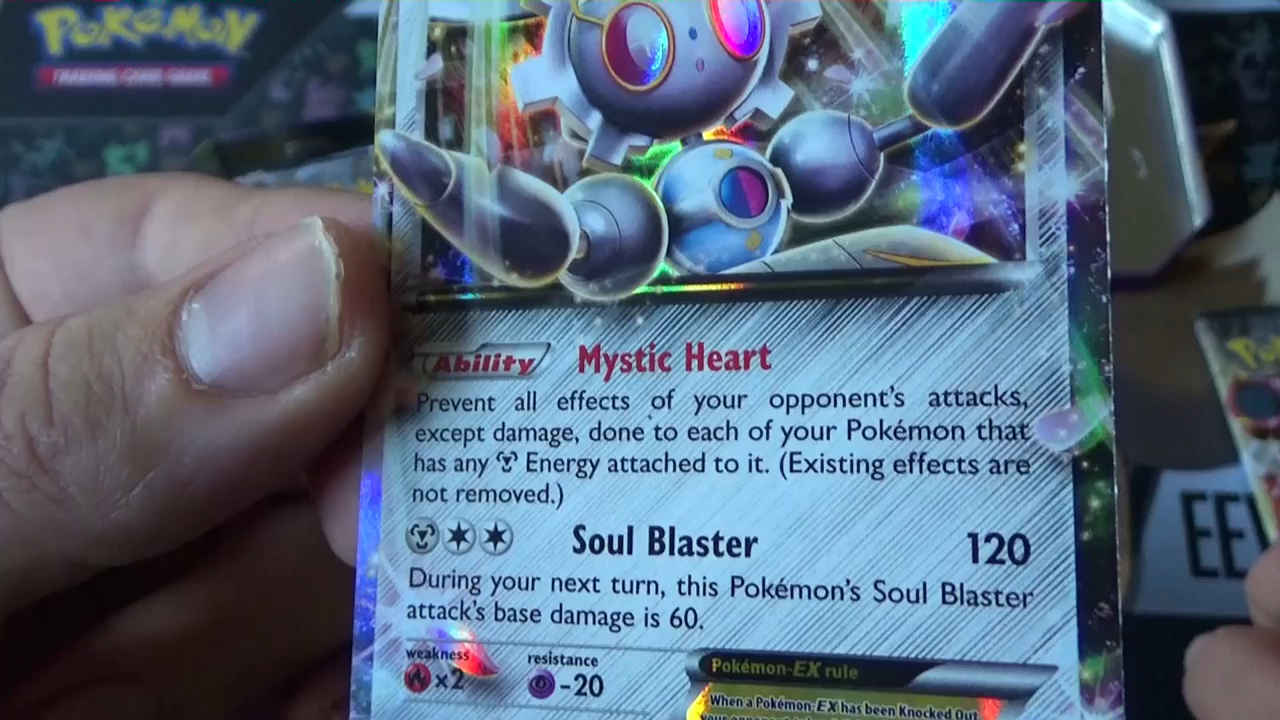 POKéMON
TRADING CARD GAME
Ability Mystic Heart
Prevent all effects of your opponent's attacks,
except damage, done to each of your Pokémon that
has any Energy attached to it. (Existing effects are
not removed.)
Soul Blaster 120
During your next turn, this Pokémon's Soul Blaster
attack's base damage is 60.
weakness
x2
resistance
-20
Pokémon-EX rule
When a Pokémon-EX has been Knocked Out